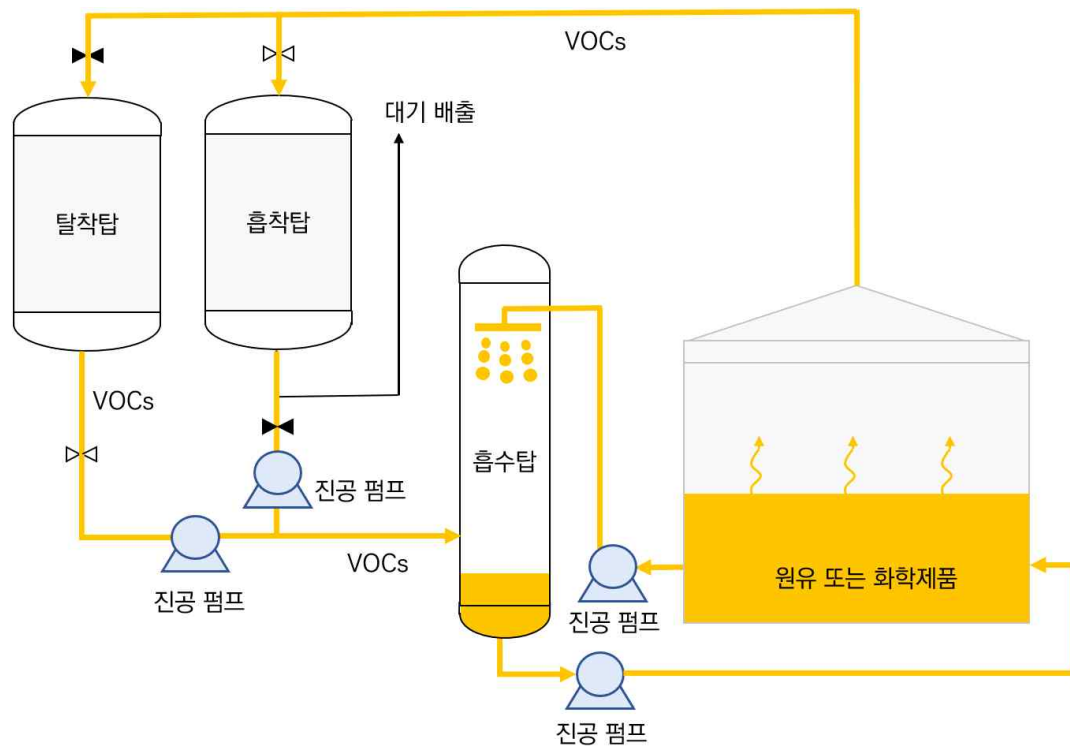 VOCs
대기 배출
탈착탑
흡착탑
VOCs
흡수탑
진공 펌프
VOCs
진공 펌프
원유 또는 화학제품
진공 펌프
진공 펌프